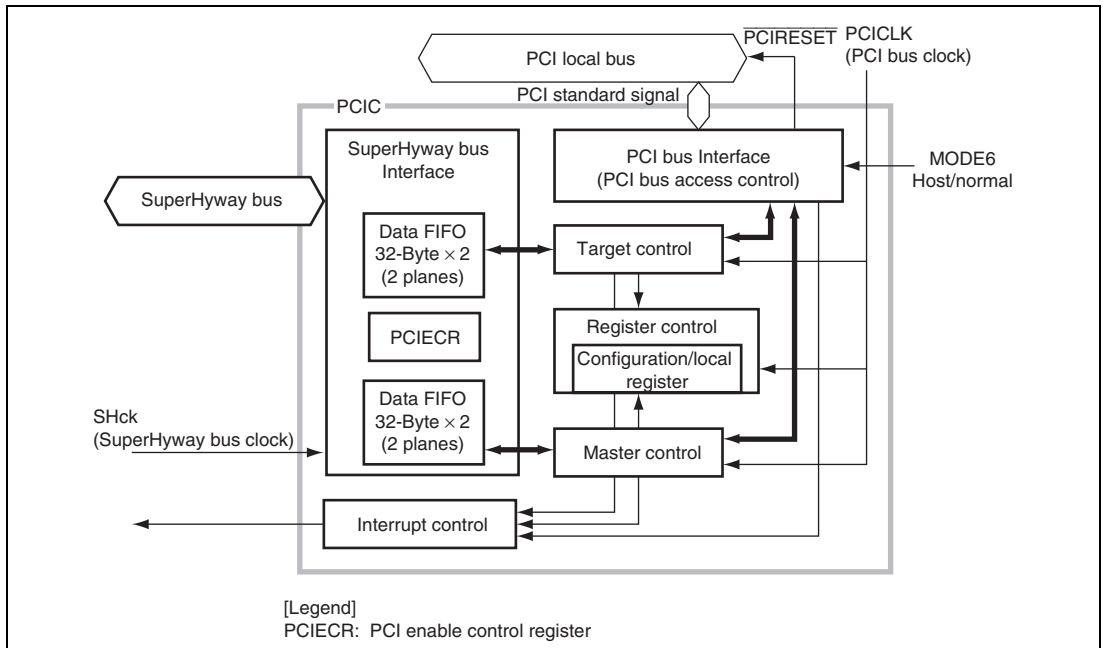 PCI local bus
PCIRESET
PCICLK
(PCI bus clock)
PCI standard signal
PCIC
SuperHyway bus
Interface
PCI bus Interface
(PCI bus access control)
MODE6
Host/normal
SuperHyway bus
Data FIFO
32-Byte × 2
(2 planes)
Target control
Register control
PCIECR
Configuration/local
register
Data FIFO
32-Byte × 2
(2 planes)
SHck
(SuperHyway bus clock)
Master control
Interrupt control
[Legend]
PCIECR: PCI enable control register